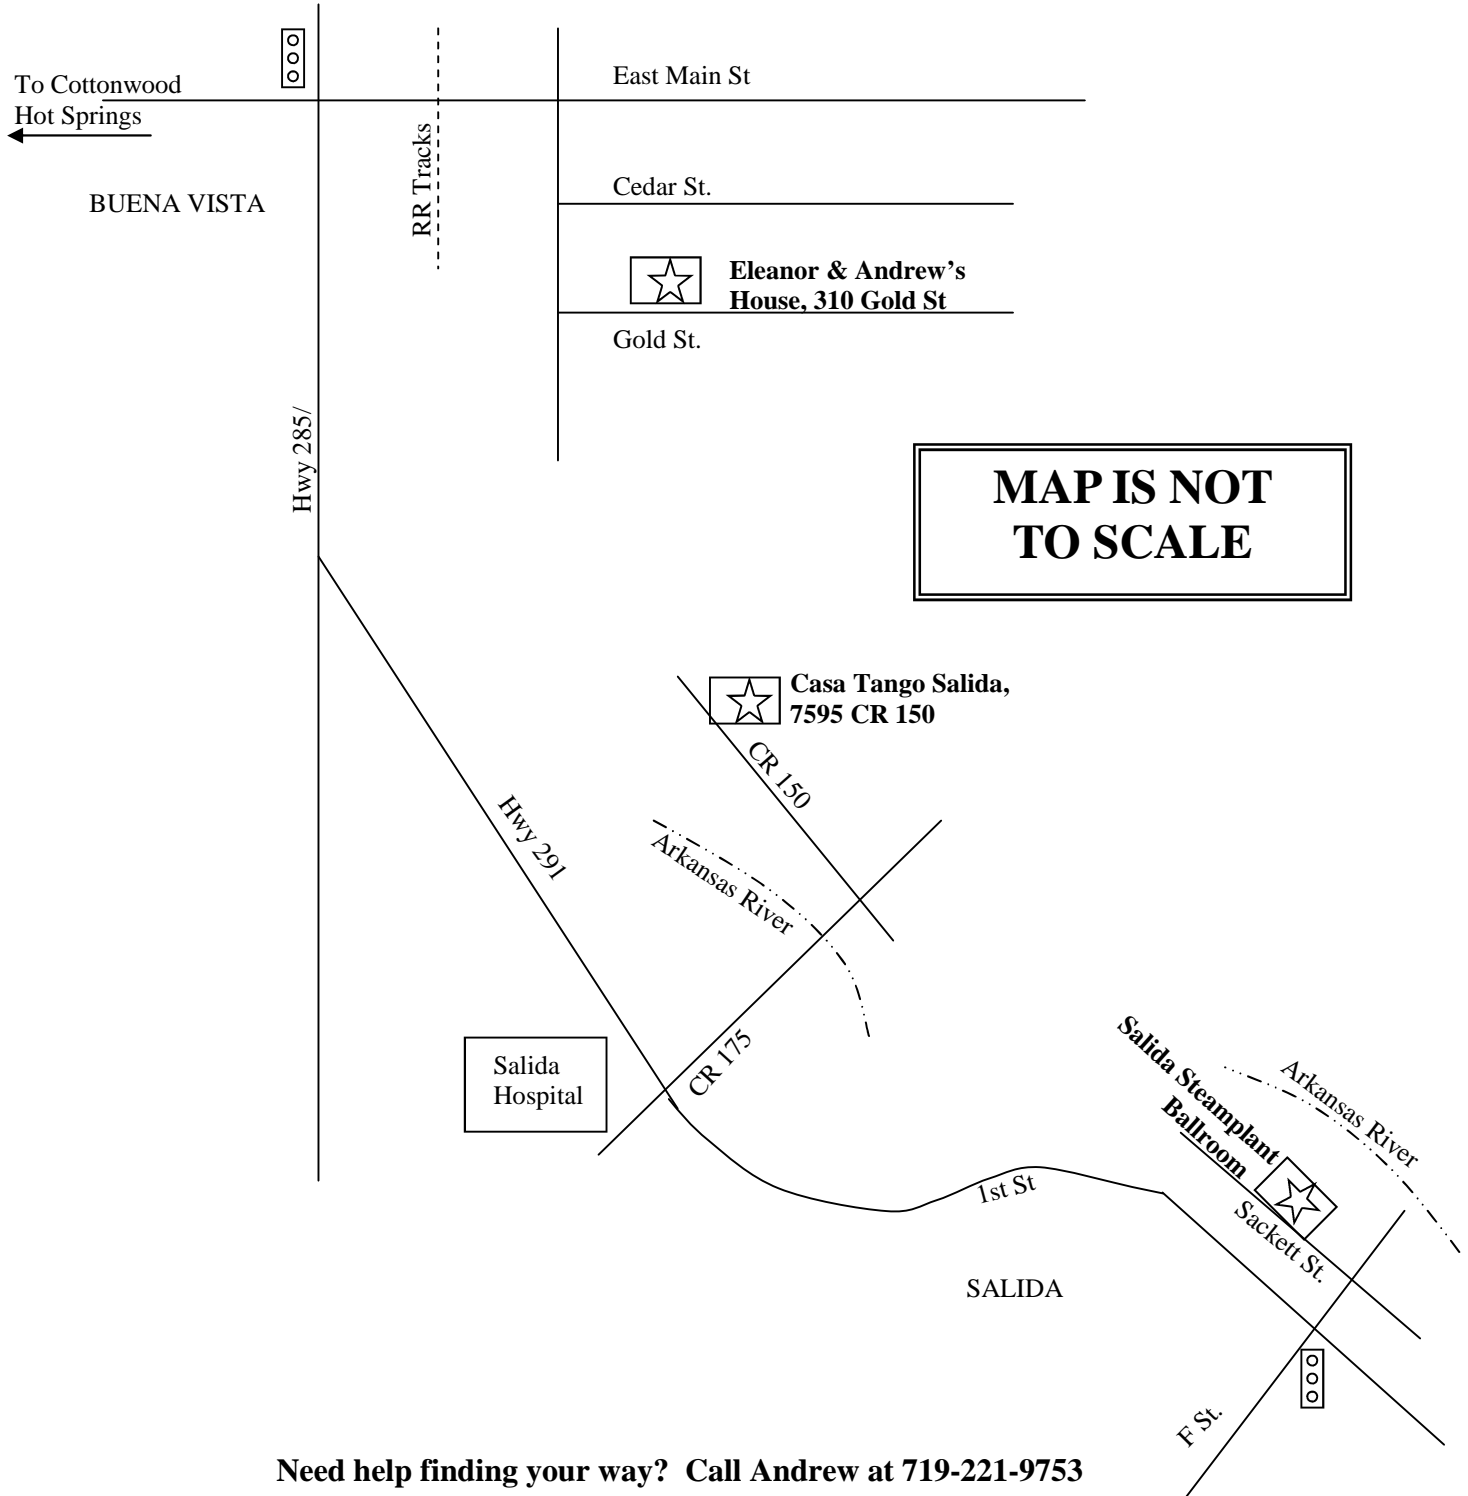 To Cottonwood
Hot Springs
East Main St
RR Tracks
BUENA VISTA
Cedar St.
Eleanor & Andrew’s
House, 310 Gold St
Gold St.
Hwy 285/
MAP IS NOT
TO SCALE
Casa Tango Salida,
7595 CR 150
CR 150
Hwy 291
Arkansas River
CR 175
Salida
Hospital
Salida Steamplant
Ballroom
Arkansas River
1st St
Sackett St.
SALIDA
F St.
Need help finding your way?  Call Andrew at 719-221-9753